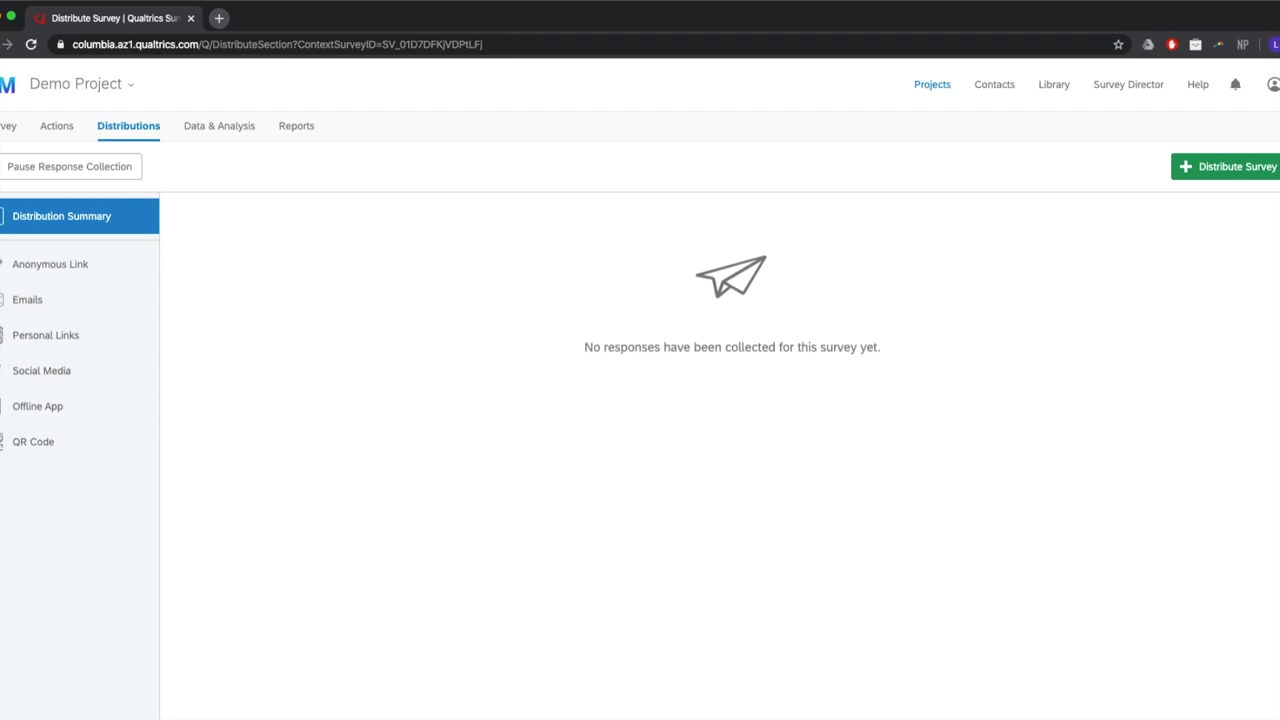 Distribute Survey | Qualtrics Sur
columbia.az1.qualtrics.com/Q/DistributeSection?ContextSurveyID=SV_01D7DFKjVDPtLFj
NP
L
M
Demo Project
Projects
Contacts
Library
Survey Director
Help
vey
Actions
Distributions
Data & Analysis
Reports
Pause Response Collection
Distribute Survey
Distribution Summary
Anonymous Link
Emails
Personal Links
Social Media
Offline App
QR Code
No responses have been collected for this survey yet.